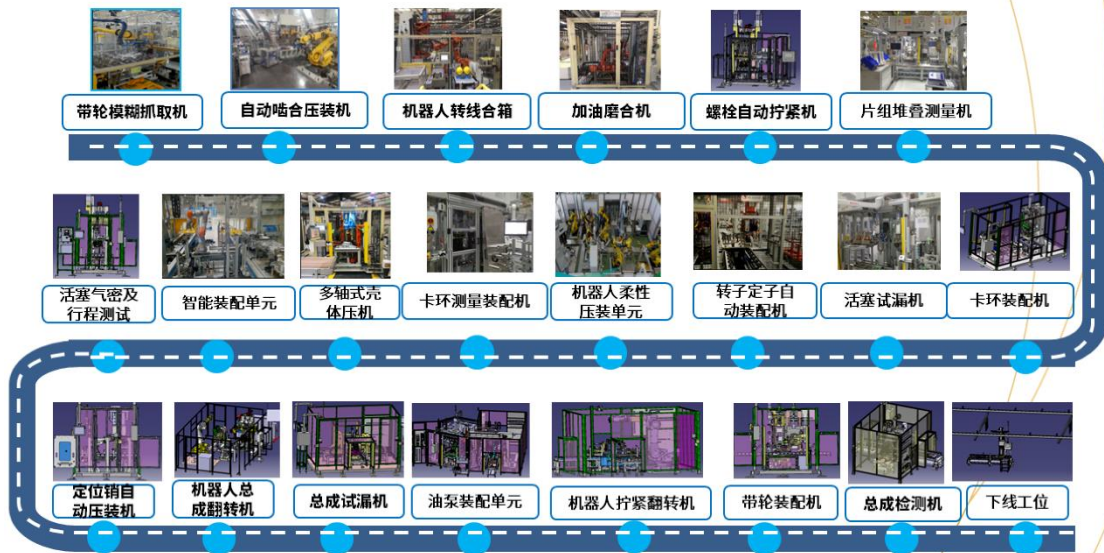 带轮模糊抓取机
自动啮合压装机
机器人转线合箱
加油磨合机
螺栓自动拧紧机
片组堆叠测量机
活塞气密及
行程测试
智能装配单元
多轴式壳
体压机
卡环测量装配机
机器人柔性
压装单元
转子定子自
动装配机
活塞试漏机
卡环装配机
定位销自
动压装机
机器人总
成翻转机
总成试漏机
油泵装配单元
机器人拧紧翻转机
带轮装配机
总成检测机
下线工位